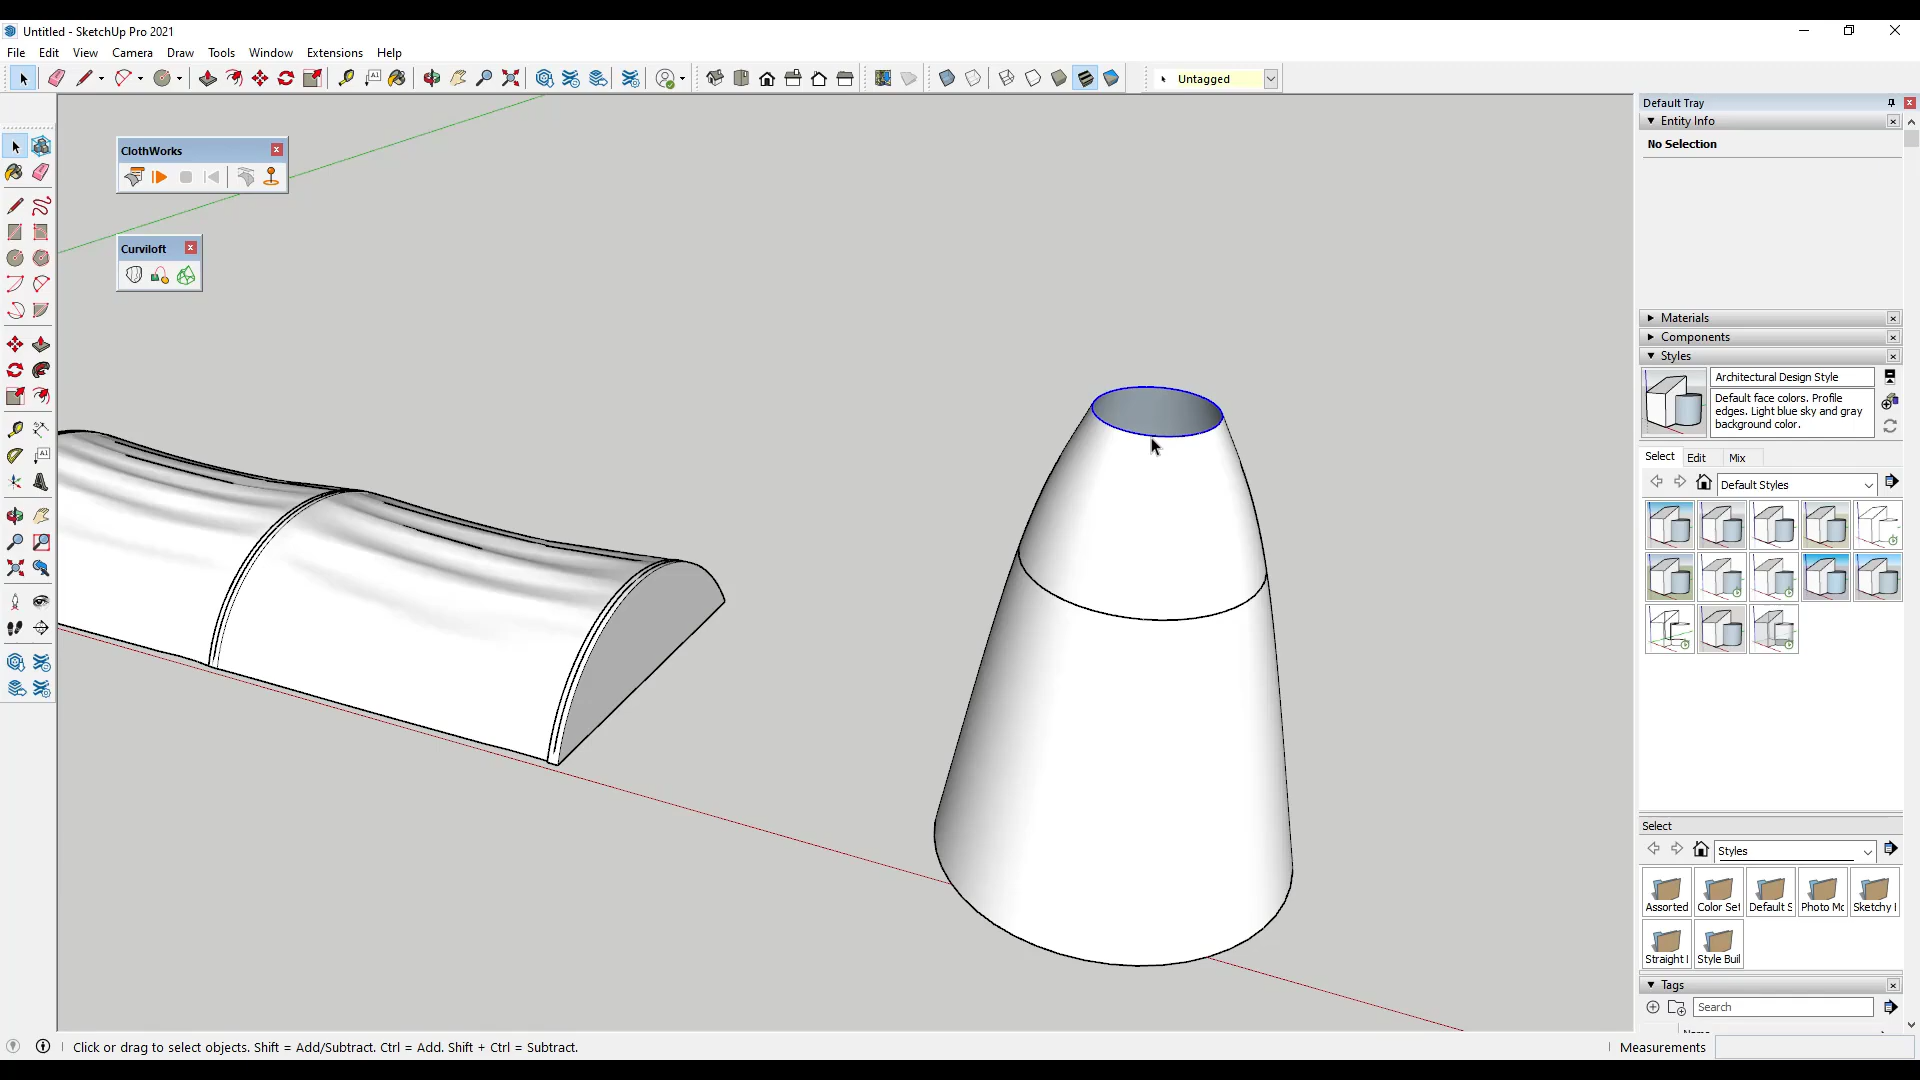 Untitled - SketchUp Pro 2021
File Edit View Camera Draw Tools Window Extensions Help
Untagged
Default Tray
Entity Info
No Selection
ClothWorks
Curviloft
Materials
Components
Styles
Architectural Design Style
Default face colors. Profile
edges. Light blue sky and gray
background color.
Select Edit Mix
Default Styles
Select
Styles
Assorted Color Set Default S Photo Mo Sketchy
Straight Style Buil
Tags
Search
Click or drag to select objects. Shift = Add/Subtract. Ctrl = Add. Shift + Ctrl = Subtract.
Measurements